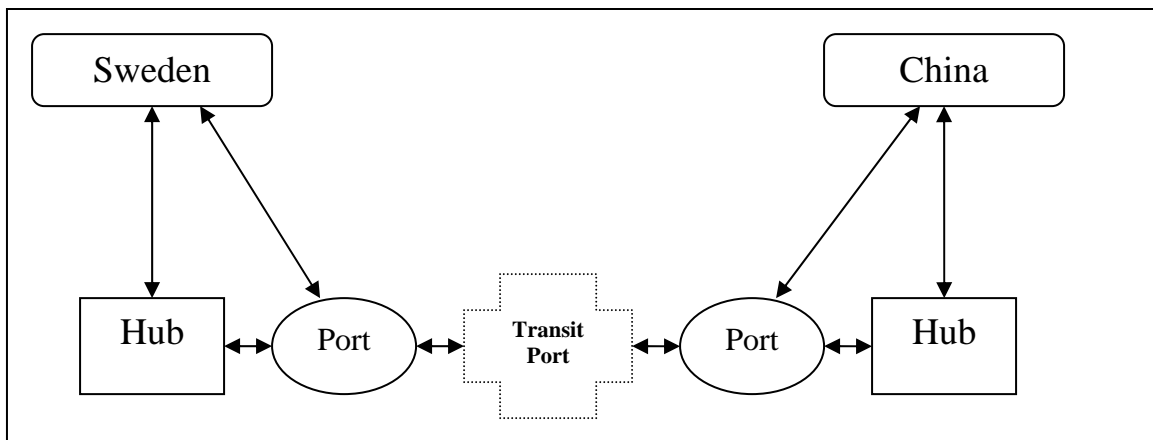 Sweden
China
Hub
Port
Transit
Port
Port
Hub